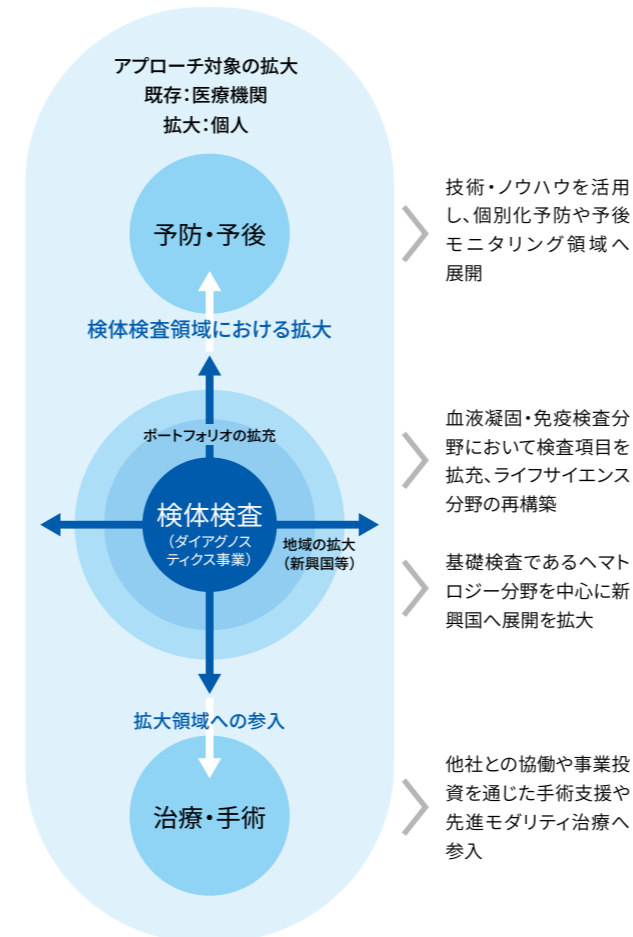 アプローチ対象の拡大
既存：医療機関
拡大：個人
予防・予後
技術・ノウハウを活用
し、個別化予防や予後
モニタリング領域へ
展開
検体検査領域における拡大
ポートフォリオの拡充
検体検査
（ダイアグノス
ティクス事業）
地域の拡大
（新興国等）
血液凝固・免疫検査分
野において検査項目を
拡充、ライフサイエンス
分野の再構築
基礎検査であるヘマト
ロジー分野を中心に新
興国へ展開を拡大
拡大領域への参入
治療・手術
他社との協働や事業投
資を通じた手術支援や
先進モダリティ治療へ
参入